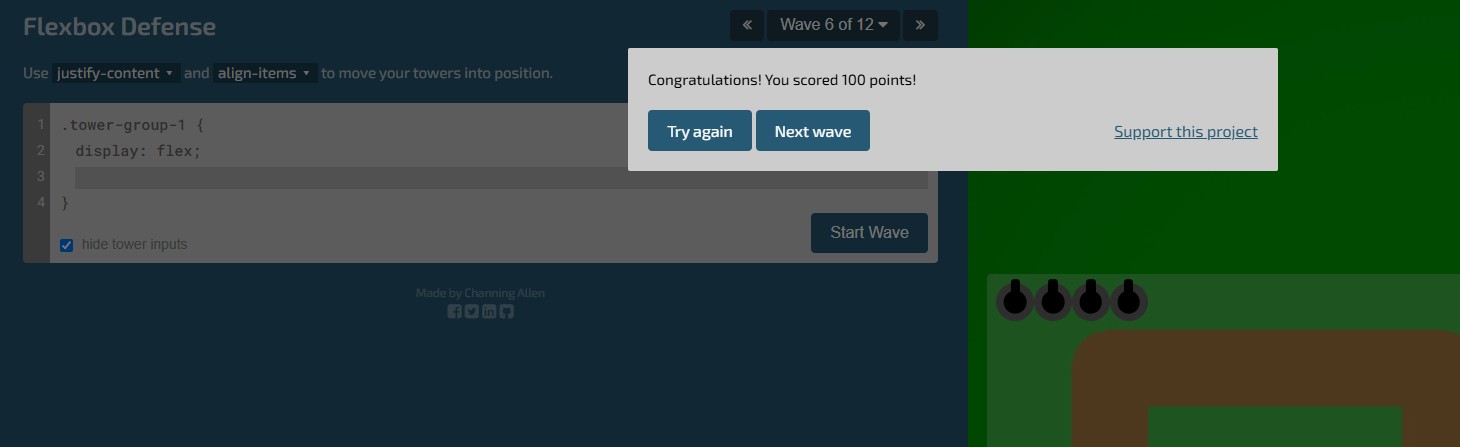 Flexbox Defense
« Wave 6 of 12 »
Use justify-content and align-items to move your towers into position.
Congratulations! You scored 100 points!
Try again Next wave Support this project
1 .tower-group-1 {
2 display: flex;
3
4 }
hide tower inputs
Start Wave
Made by Channing Allen